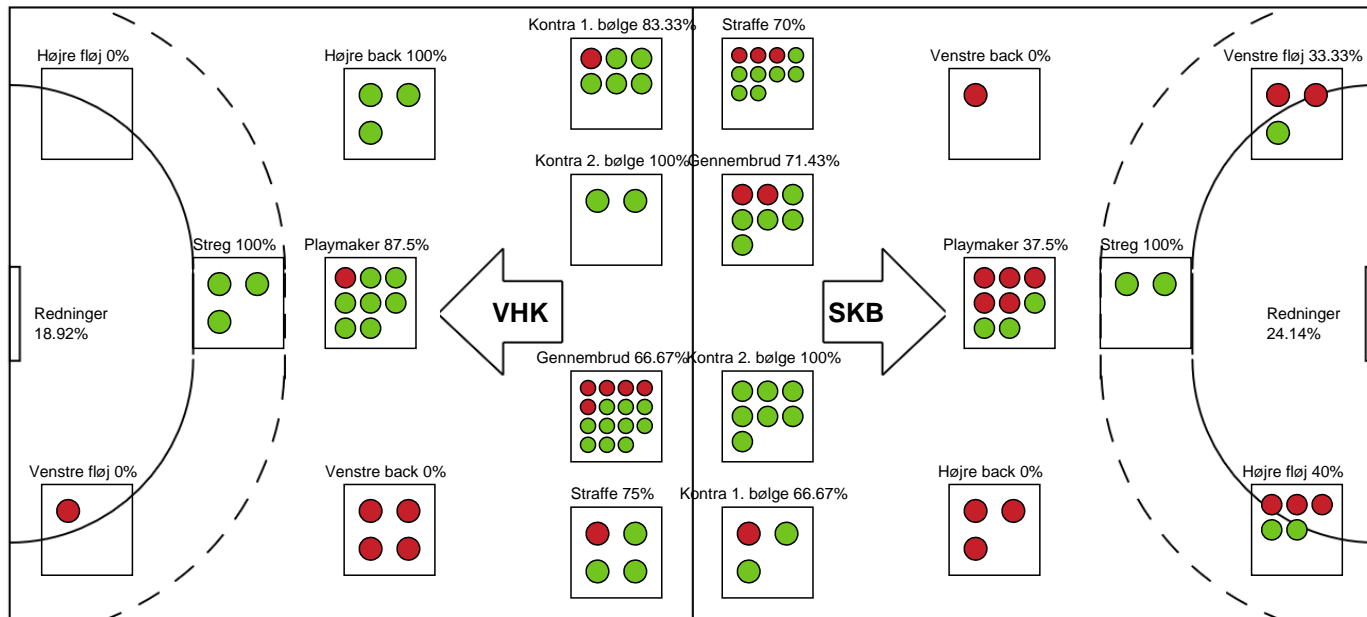 Kontra 1. bølge 83.33%
Straffe 70%
Højre fløj 0%
Højre back 100%
Venstre back 0%
Venstre fløj 33.33%
Kontra 2. bølge 100%
Gennembrud 71.43%
Streg 100%
Playmaker 87.5%
Playmaker 37.5%
Streg 100%
VHK
SKB
Redninger
18.92%
Redninger
24.14%
Gennembrud 66.67%
Kontra 2. bølge 100%
Venstre fløj 0%
Venstre back 0%
Straffe 75%
Kontra 1. bølge 66.67%
Højre back 0%
Højre fløj 40%